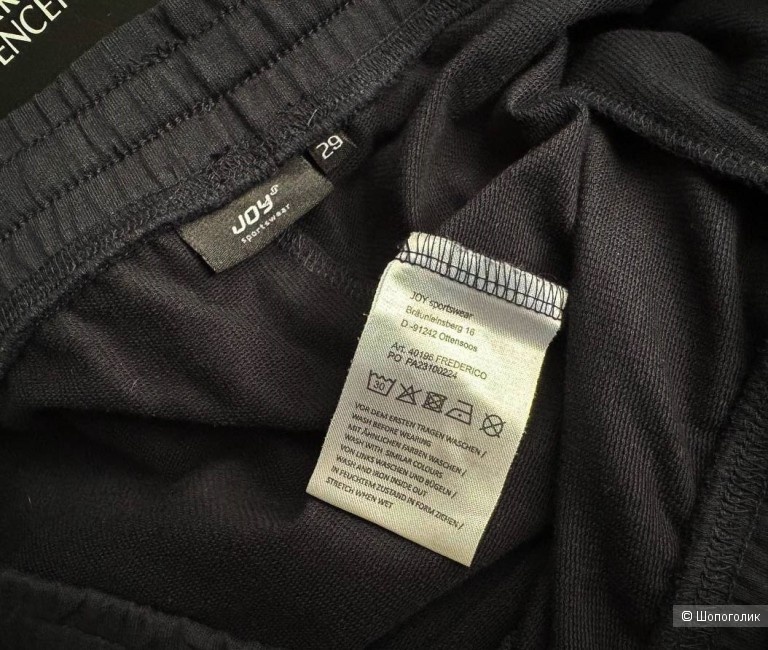 ENCE
29
JOY
sportswear
JOY sportswear
Bräunleinsberg 16
D-91242 Ottensoos
Art. 40196 FREDERICO
PO PA23100224
30
VOR DEM ERSTEN TRAGEN WASCHEN /
WASH BEFORE WEARING
MIT ÄHNLICHEN FARBEN WASCHEN /
WASH WITH SIMILAR COLOURS
VON LINKS WASCHEN UND BÜGELN /
WASH AND IRON INSIDE OUT
IN FEUCHTEM ZUSTAND IN FORM ZIEHEN /
STRETCH WHEN WET
© Шопоголик